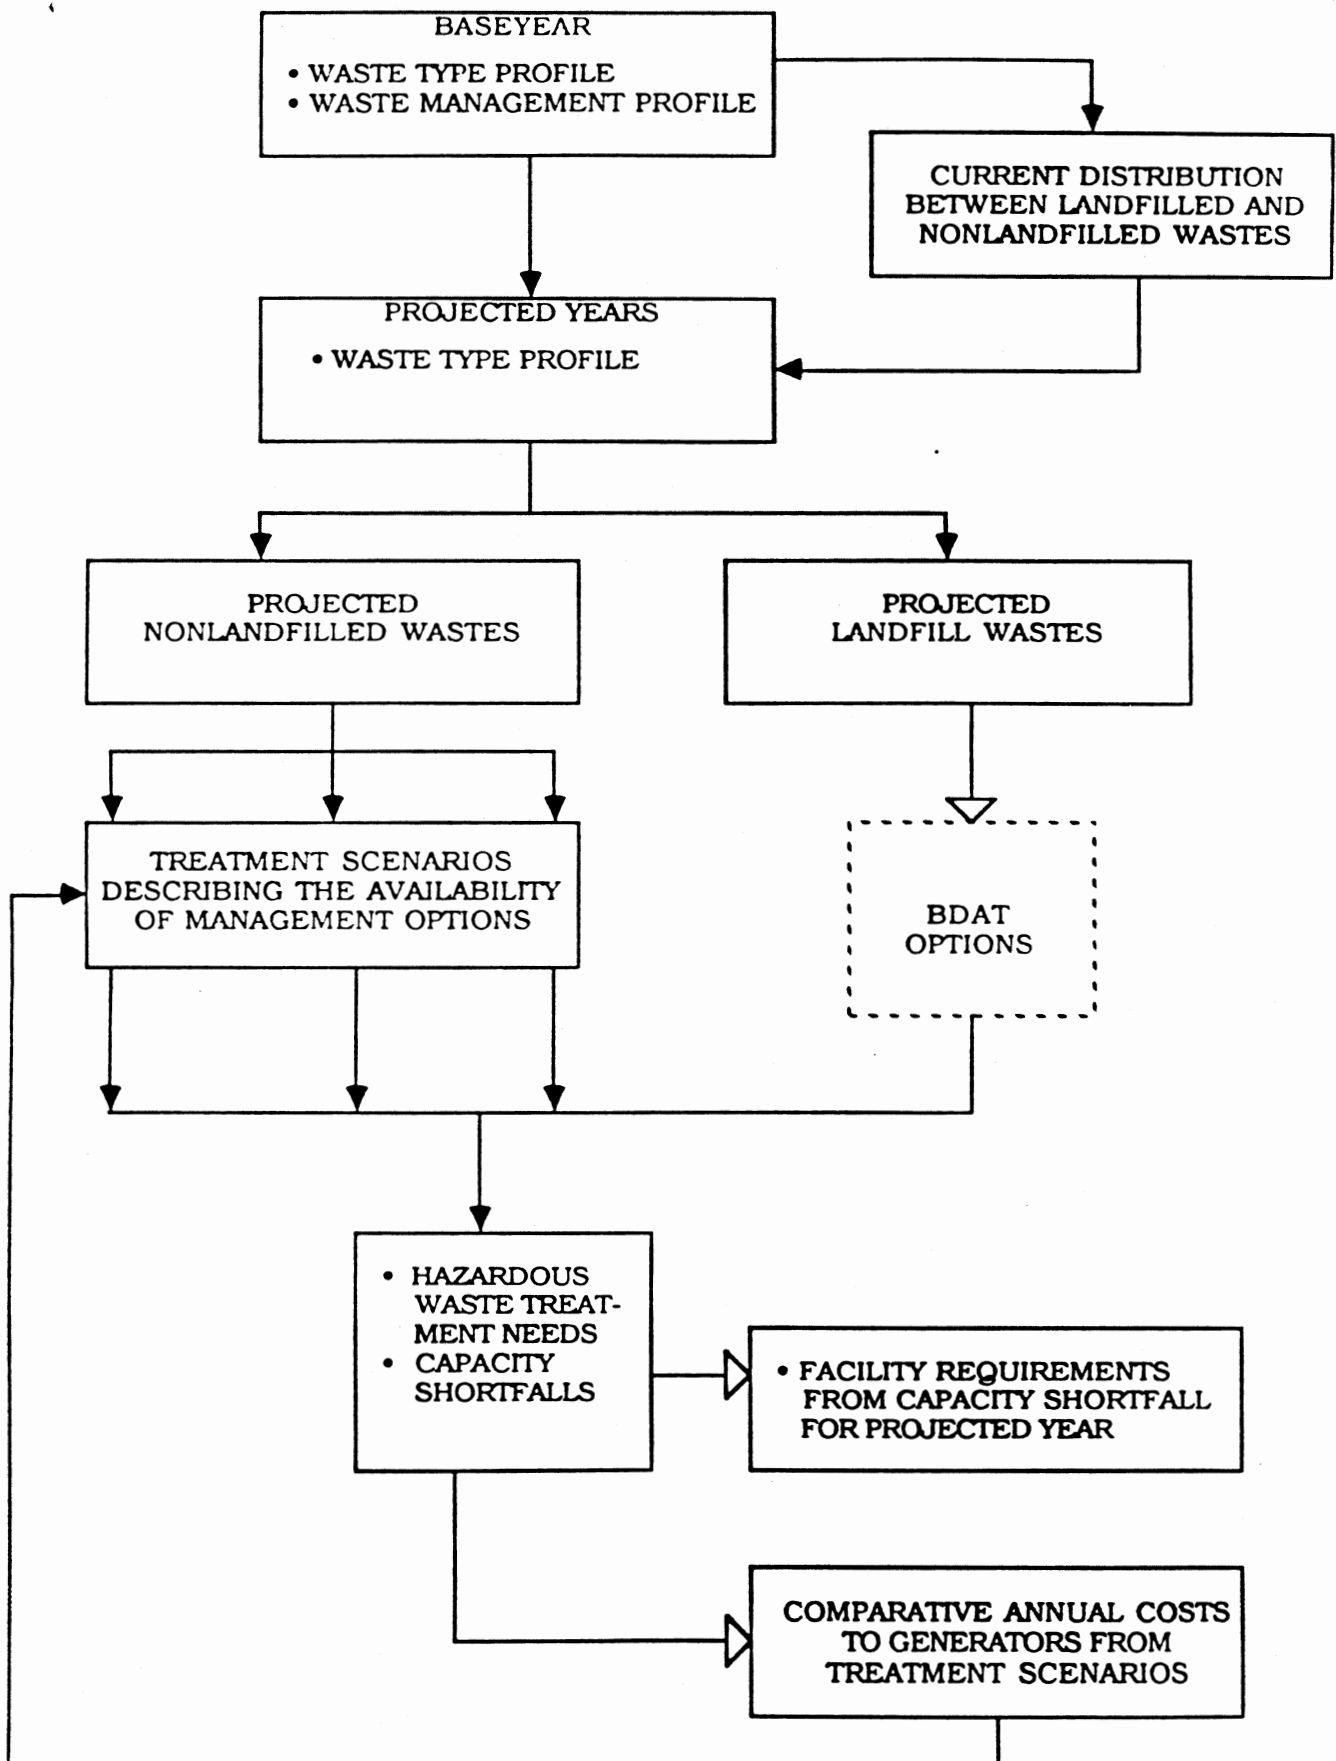 BASEYEAR
• WASTE TYPE PROFILE
• WASTE MANAGEMENT PROFILE
CURRENT DISTRIBUTION
BETWEEN LANDFILLED AND
NONLANDFILLED WASTES
PROJECTED YEARS
• WASTE TYPE PROFILE
PROJECTED
NONLANDFILLED WASTES
PROJECTED
LANDFILL WASTES
TREATMENT SCENARIOS
DESCRIBING THE AVAILABILITY
OF MANAGEMENT OPTIONS
BDAT
OPTIONS
• HAZARDOUS
WASTE TREAT-
MENT NEEDS
• CAPACITY
SHORTFALLS
• FACILITY REQUIREMENTS
FROM CAPACITY SHORTFALL
FOR PROJECTED YEAR
COMPARATIVE ANNUAL COSTS
TO GENERATORS FROM
TREATMENT SCENARIOS